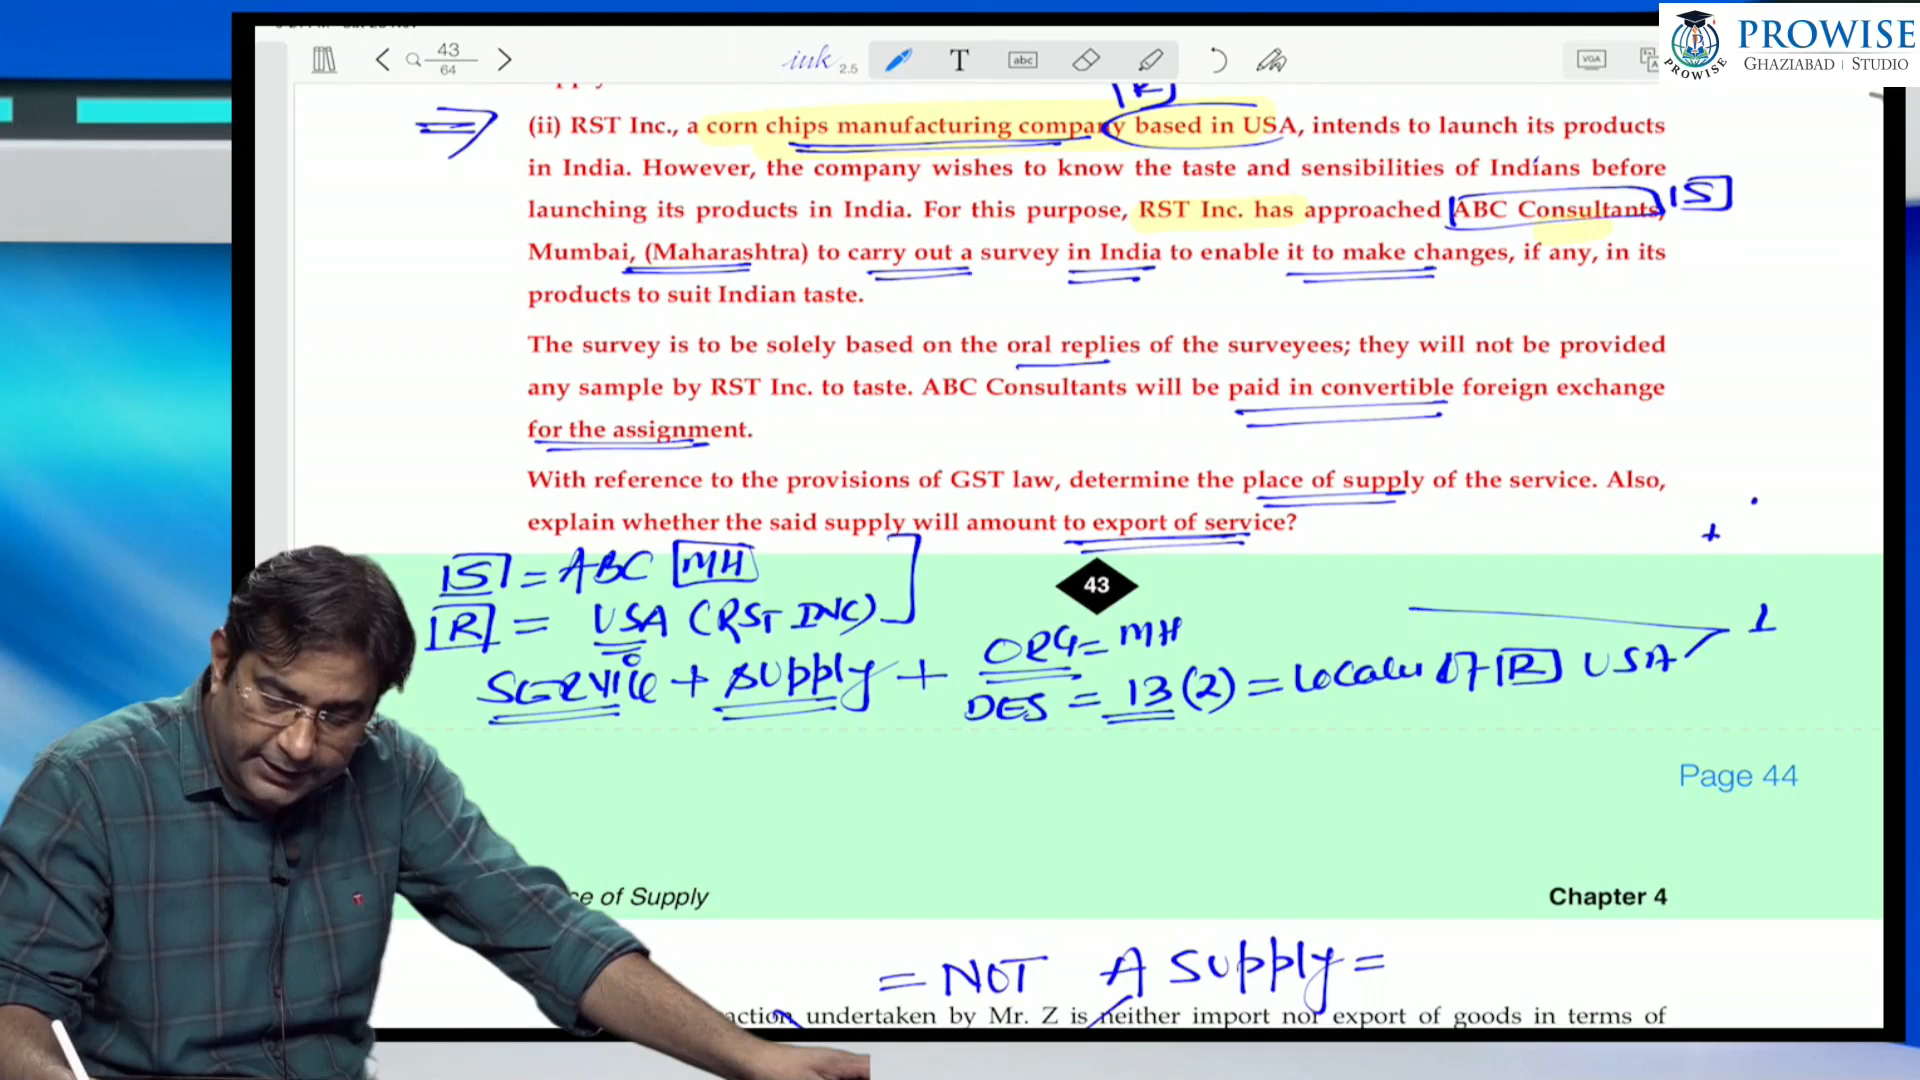 PROWISE
GHAZIABAD | STUDIO
PROWISE
43
64
ink 2.5
T
abc
VGA
[R]
(ii) RST Inc., a corn chips manufacturing company based in USA, intends to launch its products
in India. However, the company wishes to know the taste and sensibilities of Indians before
launching its products in India. For this purpose, RST Inc. has approached ABC Consultants, [S]
Mumbai, (Maharashtra) to carry out a survey in India to enable it to make changes, if any, in its
products to suit Indian taste.
The survey is to be solely based on the oral replies of the surveyees; they will not be provided
any sample by RST Inc. to taste. ABC Consultants will be paid in convertible foreign exchange
for the assignment.
With reference to the provisions of GST law, determine the place of supply of the service. Also,
explain whether the said supply will amount to export of service?
[S] = ABC [MH]
43
[R] = USA (RST INC)
SERVICE + supply + ORG = MH
DES = 13(2) = Location of [R] USA
1
Page 44
ce of Supply
Chapter 4
= NOT A Supply =
action undertaken by Mr. Z is neither import nor export of goods in terms of